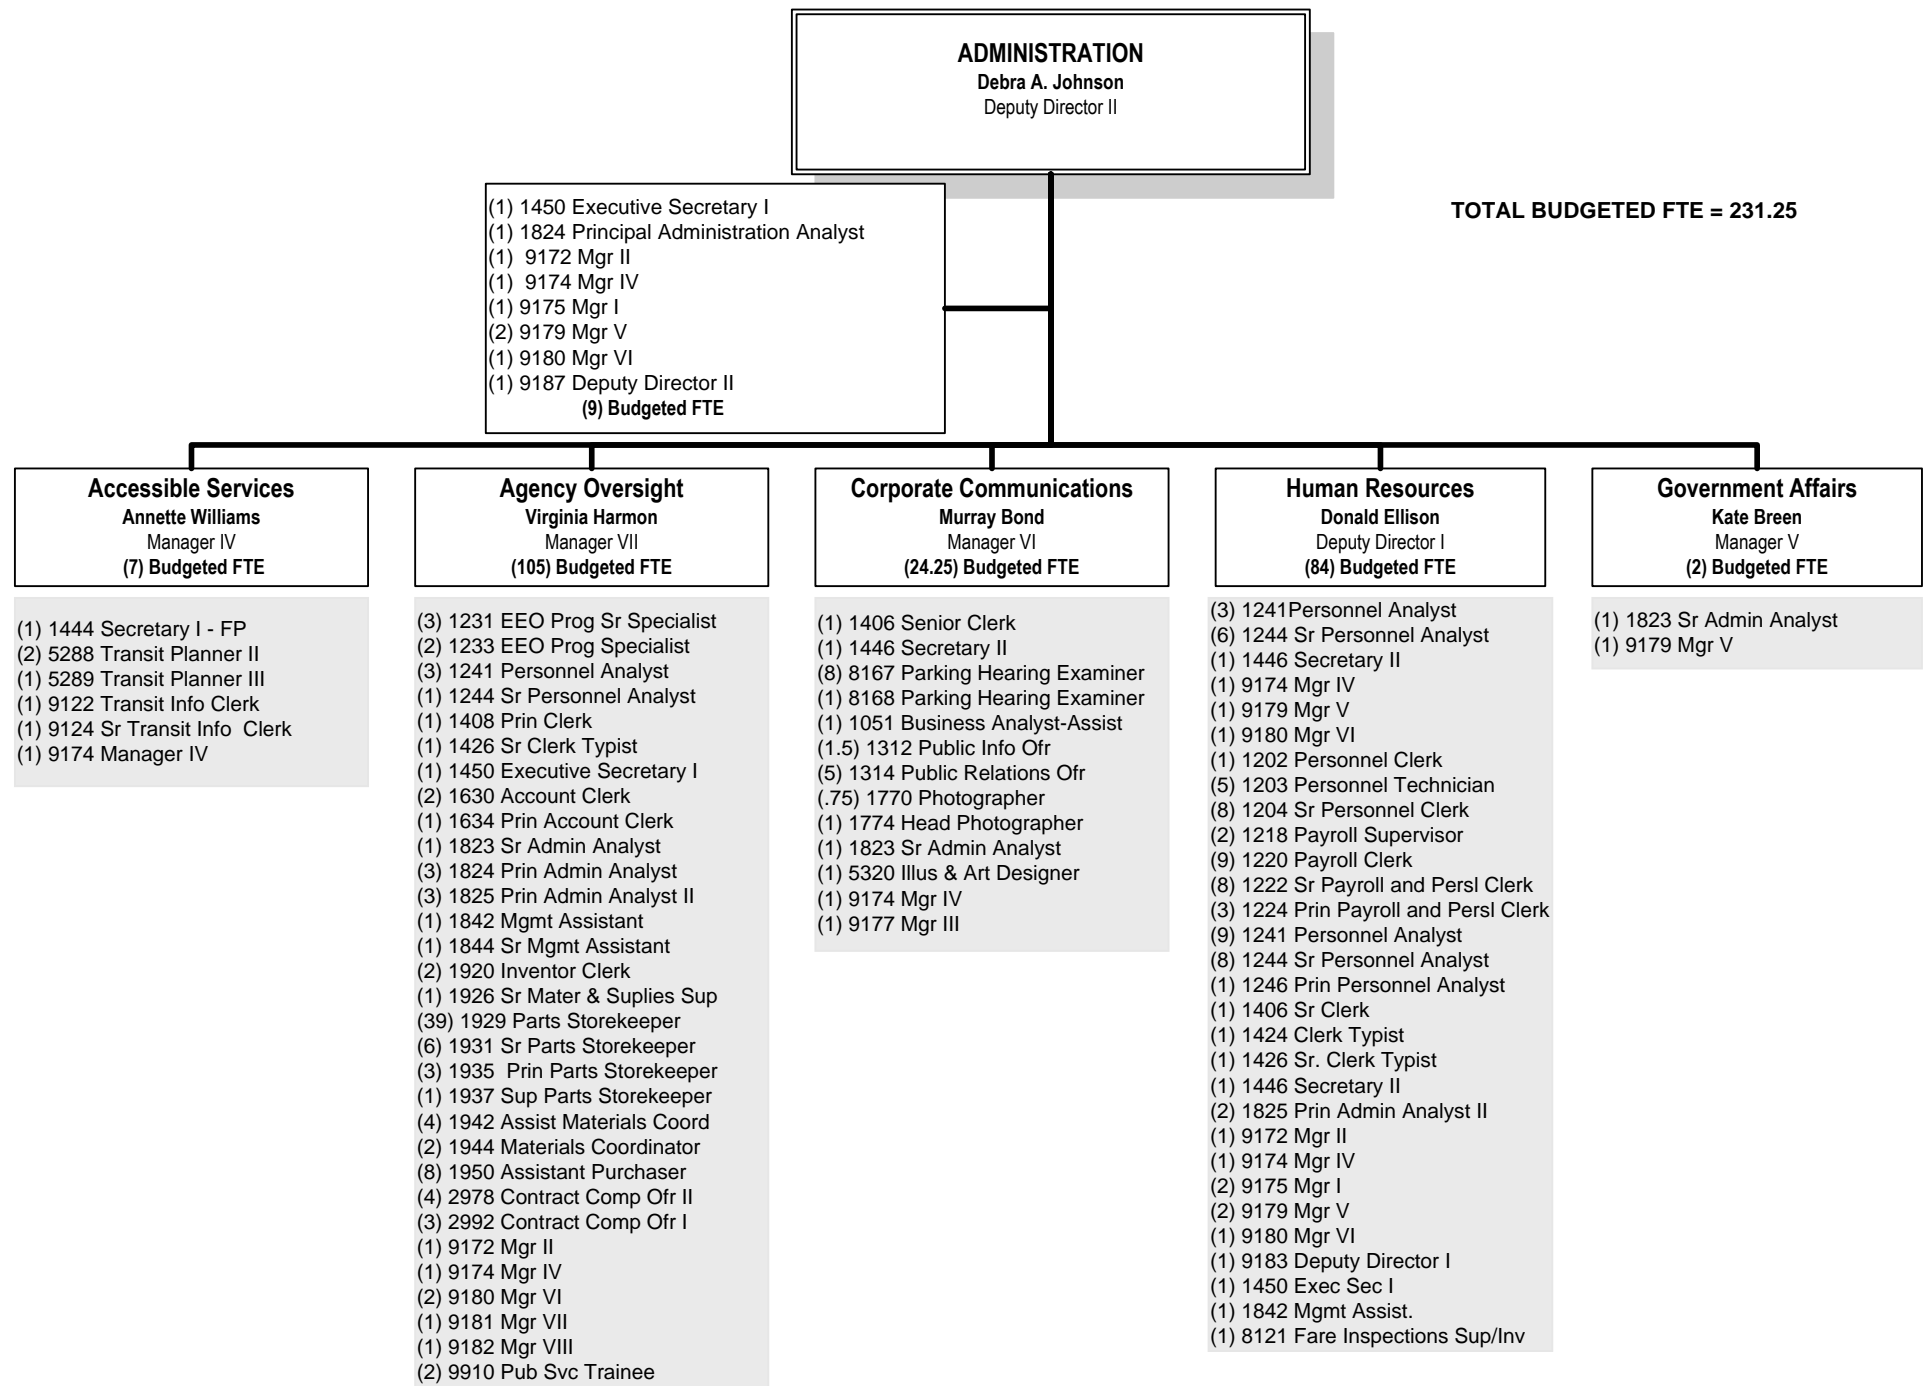 ADMINISTRATION
Debra A. Johnson
Deputy Director II
TOTAL BUDGETED FTE = 231.25
(1) 1450 Executive Secretary I
(1) 1824 Principal Administration Analyst
(1) 9172 Mgr II
(1) 9174 Mgr IV
(1) 9175 Mgr I
(2) 9179 Mgr V
(1) 9180 Mgr VI
(1) 9187 Deputy Director II
(9) Budgeted FTE
Accessible Services
Annette Williams
Manager IV
(7) Budgeted FTE
(1) 1444 Secretary I - FP
(2) 5288 Transit Planner II
(1) 5289 Transit Planner III
(1) 9122 Transit Info Clerk
(1) 9124 Sr Transit Info Clerk
(1) 9174 Manager IV
Agency Oversight
Virginia Harmon
Manager VII
(105) Budgeted FTE
(3) 1231 EEO Prog Sr Specialist
(2) 1233 EEO Prog Specialist
(3) 1241 Personnel Analyst
(1) 1244 Sr Personnel Analyst
(1) 1408 Prin Clerk
(1) 1426 Sr Clerk Typist
(1) 1450 Executive Secretary I
(2) 1630 Account Clerk
(1) 1634 Prin Account Clerk
(1) 1823 Sr Admin Analyst
(3) 1824 Prin Admin Analyst
(3) 1825 Prin Admin Analyst II
(1) 1842 Mgmt Assistant
(1) 1844 Sr Mgmt Assistant
(2) 1920 Inventor Clerk
(1) 1926 Sr Mater & Suplies Sup
(39) 1929 Parts Storekeeper
(6) 1931 Sr Parts Storekeeper
(3) 1935 Prin Parts Storekeeper
(1) 1937 Sup Parts Storekeeper
(4) 1942 Assist Materials Coord
(2) 1944 Materials Coordinator
(8) 1950 Assistant Purchaser
(4) 2978 Contract Comp Ofr II
(3) 2992 Contract Comp Ofr I
(1) 9172 Mgr II
(1) 9174 Mgr IV
(2) 9180 Mgr VI
(1) 9181 Mgr VII
(1) 9182 Mgr VIII
(2) 9910 Pub Svc Trainee
Corporate Communications
Murray Bond
Manager VI
(24.25) Budgeted FTE
(1) 1406 Senior Clerk
(1) 1446 Secretary II
(8) 8167 Parking Hearing Examiner
(1) 8168 Parking Hearing Examiner
(1) 1051 Business Analyst-Assist
(1.5) 1312 Public Info Ofr
(5) 1314 Public Relations Ofr
(.75) 1770 Photographer
(1) 1774 Head Photographer
(1) 1823 Sr Admin Analyst
(1) 5320 Illus & Art Designer
(1) 9174 Mgr IV
(1) 9177 Mgr III
Human Resources
Donald Ellison
Deputy Director I
(84) Budgeted FTE
(3) 1241Personnel Analyst
(6) 1244 Sr Personnel Analyst
(1) 1446 Secretary II
(1) 9174 Mgr IV
(1) 9179 Mgr V
(1) 9180 Mgr VI
(1) 1202 Personnel Clerk
(5) 1203 Personnel Technician
(8) 1204 Sr Personnel Clerk
(2) 1218 Payroll Supervisor
(9) 1220 Payroll Clerk
(8) 1222 Sr Payroll and Persl Clerk
(3) 1224 Prin Payroll and Persl Clerk
(9) 1241 Personnel Analyst
(8) 1244 Sr Personnel Analyst
(1) 1246 Prin Personnel Analyst
(1) 1406 Sr Clerk
(1) 1424 Clerk Typist
(1) 1426 Sr. Clerk Typist
(1) 1446 Secretary II
(2) 1825 Prin Admin Analyst II
(1) 9172 Mgr II
(1) 9174 Mgr IV
(2) 9175 Mgr I
(2) 9179 Mgr V
(1) 9180 Mgr VI
(1) 9183 Deputy Director I
(1) 1450 Exec Sec I
(1) 1842 Mgmt Assist.
(1) 8121 Fare Inspections Sup/Inv
Government Affairs
Kate Breen
Manager V
(2) Budgeted FTE
(1) 1823 Sr Admin Analyst
(1) 9179 Mgr V